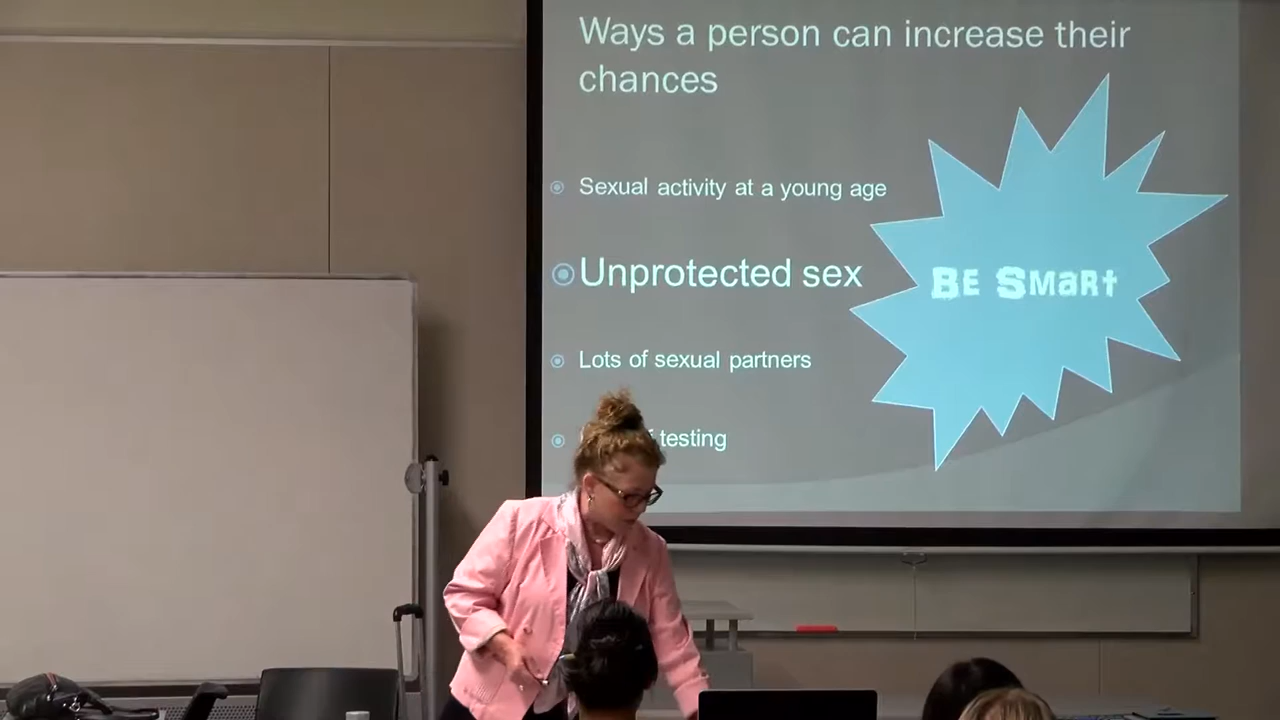 Ways a person can increase their
chances
Sexual activity at a young age
Unprotected sex
Be Smart
Lots of sexual partners
testing